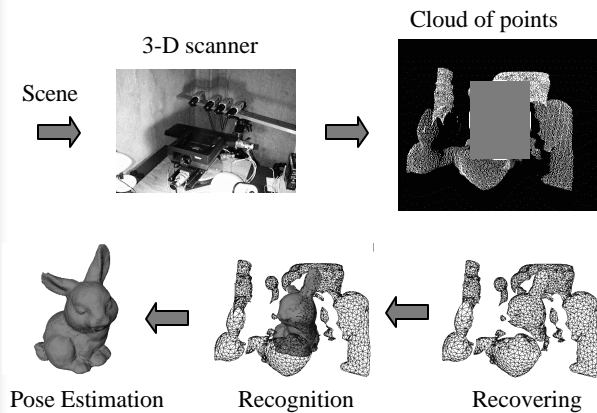 Cloud of points
3-D scanner
Scene
Pose Estimation
Recognition
Recovering